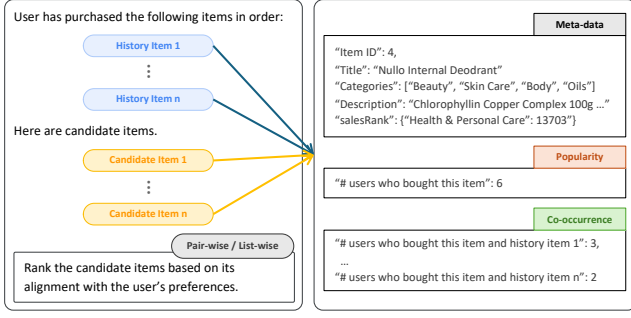 User has purchased the following items in order:
History Item 1
⋮
History Item n
Here are candidate items.
Candidate Item 1
⋮
Candidate Item n
Pair-wise / List-wise
Rank the candidate items based on its
alignment with the user's preferences.
Meta-data
"Item ID": 4,
"Title": "Nullo Internal Deodrant"
"Categories": ["Beauty", "Skin Care", "Body", "Oils"]
"Description": "Chlorophyllin Copper Complex 100g ..."
"salesRank": {"Health & Personal Care": 13703"}
Popularity
"# users who bought this item": 6
Co-occurrence
"# users who bought this item and history item 1": 3,
...
"# users who bought this item and history item n": 2